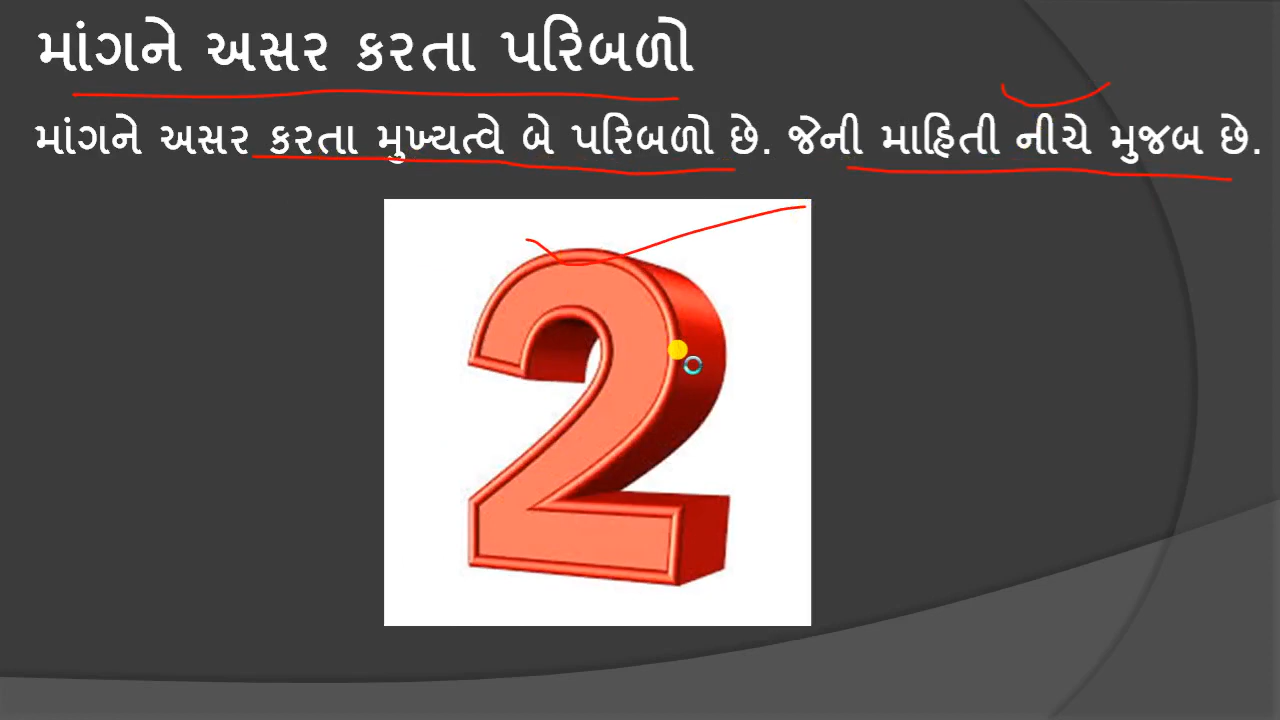 માંગને અસર કરતા પરિબળો
માંગને અસર કરતા મુખ્યત્વે બે પરિબળો છે. જેની માહિતી નીચે મુજબ છે.
2